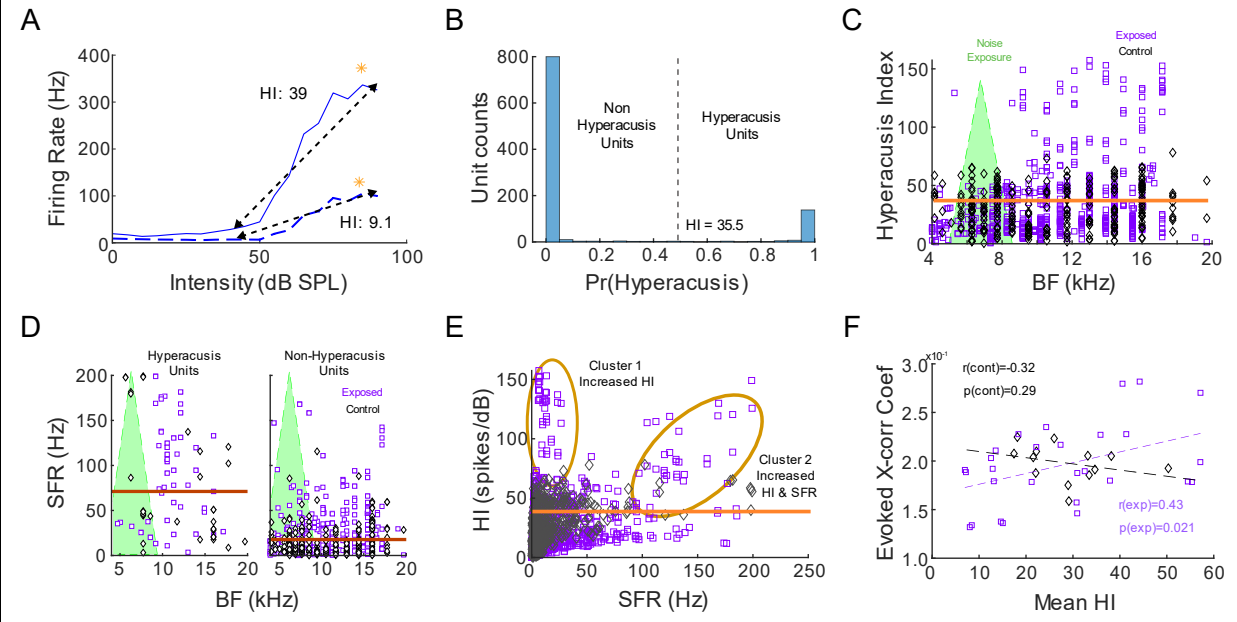 A
400
300
200
100
0
Firing Rate (Hz)
HI: 39
HI: 9.1
0
50
100
Intensity (dB SPL)
B
800
600
400
200
0
Unit counts
Non
Hyperacusis
Units
Hyperacusis
Units
HI = 35.5
0
0.2
0.4
0.6
0.8
1
Pr(Hyperacusis)
C
Noise
Exposure
Exposed
Control
150
100
50
0
Hyperacusis Index
4
8
12
16
20
BF (kHz)
D
Hyperacusis
Units
Non-Hyperacusis
Units
Exposed
Control
200
150
100
50
0
SFR (Hz)
5
10
15
20
5
10
15
20
BF (kHz)
E
150
100
50
0
HI (spikes/dB)
Cluster 1
Increased HI
Cluster 2
Increased
HI & SFR
0
50
100
150
200
250
SFR (Hz)
F
x10⁻¹
3.0
2.5
2.0
1.5
1.0
Evoked X-corr Coef
r(cont)=-0.32
p(cont)=0.29
r(exp)=0.43
p(exp)=0.021
0
10
20
30
40
50
60
Mean HI